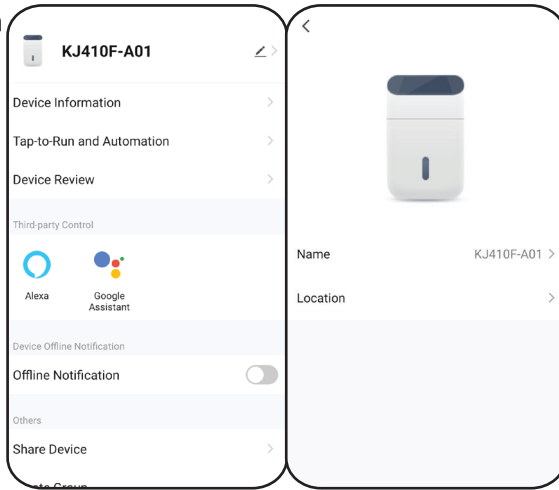 KJ410F-A01
Device Information
Tap-to-Run and Automation
Device Review
Third-party Control
Alexa
Google
Assistant
Device Offline Notification
Offline Notification
Others
Share Device
Name KJ410F-A01
Location